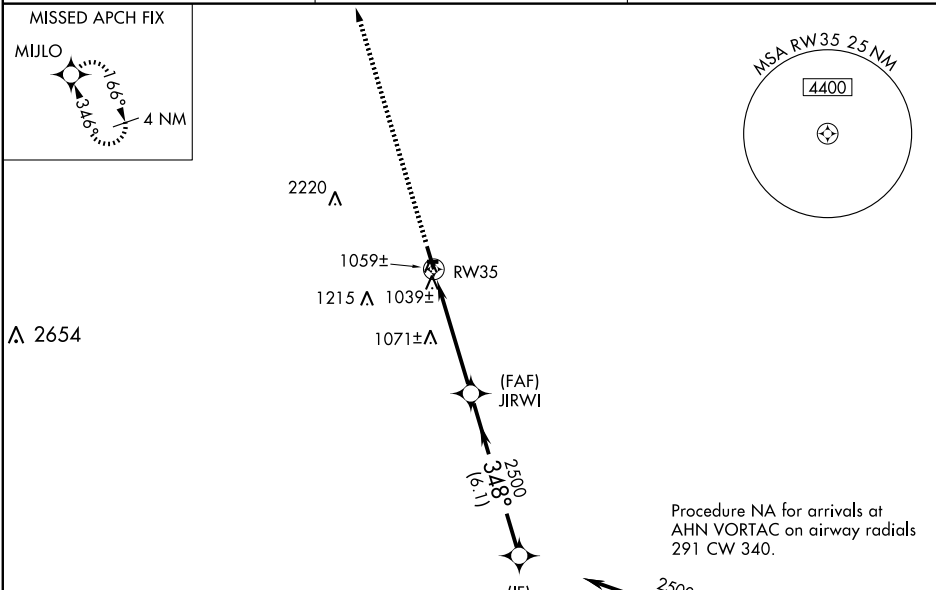 MISSED APCH FIX
MIJLO
166°
346°
4 NM
MSA RW35 25 NM
4400
2220
1059±
RW35
1215
1039±
1071±
2654
(FAF)
JIRWI
2500
348°
(6.1)
Procedure NA for arrivals at
AHN VORTAC on airway radials
291 CW 340.